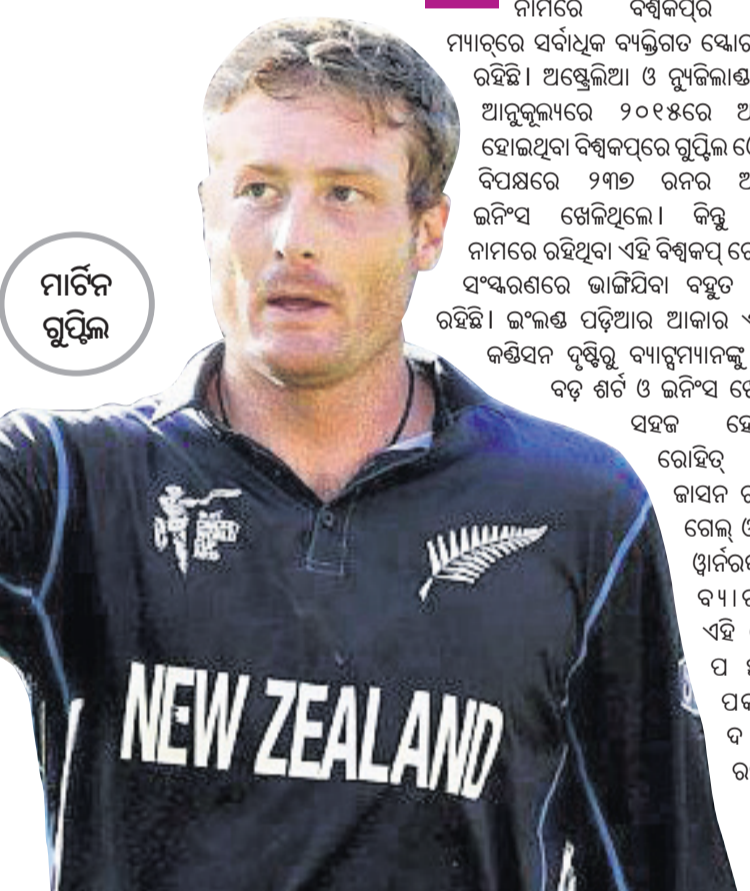 ନାମରେ ବିଶ୍ୱକପ୍‌ର
ମ୍ୟାଚ୍‌ରେ ସର୍ବାଧିକ ବ୍ୟକ୍ତିଗତ
ରହିଛି। ଅଷ୍ଟ୍ରେଲିଆ ଓ ନ୍ୟୁଜିଲାଣ୍ଡ
ଆନୁକୂଲ୍ୟରେ ୨୦୧୫ରେ
ହୋଇଥିବା ବିଶ୍ୱକପ୍‌ରେ ଗୁପ୍ଟିଲ
ବିପକ୍ଷରେ ୨୩୭ ରନର
ଇନିଂସ ଖେଳିଥିଲେ। କିନ୍ତୁ
ନାମରେ ରହିଥିବା ଏହି ବିଶ୍ୱକପ୍
ସଂସ୍କରଣରେ ଭାଙ୍ଗିଯିବା ବହୁତ
ରହିଛି। ଇଂଲଣ୍ଡ ପଡ଼ିଆର ଆକାର
କଣ୍ଡିସନ ଦୃଷ୍ଟିରୁ ବ୍ୟାଟ୍ସମ୍ୟାନଙ୍କୁ
ବଡ଼ ଶର୍ଟ ଓ ଇନିଂସ
ସହଜ
ରୋହିତ୍
ଜାସନ
ଗେଲ୍
ଏହି
ମାର୍ଟିନ
ଗୁପ୍ଟିଲ
NEW ZEALAND